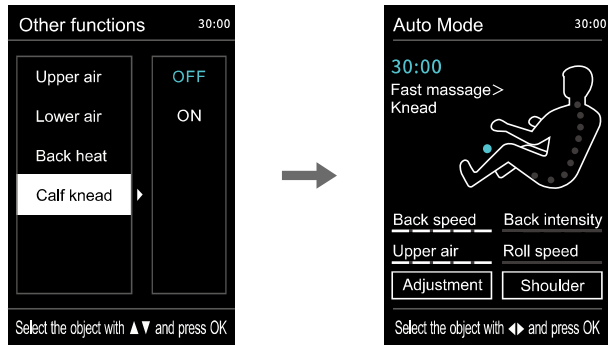 Other functions 30:00
Upper air OFF
Lower air ON
Back heat
Calf knead
Select the object with ▲▼ and press OK
Auto Mode 30:00
30:00
Fast massage>
Knead
Back speed Back intensity
Upper air Roll speed
Adjustment Shoulder
Select the object with ◀▶ and press OK